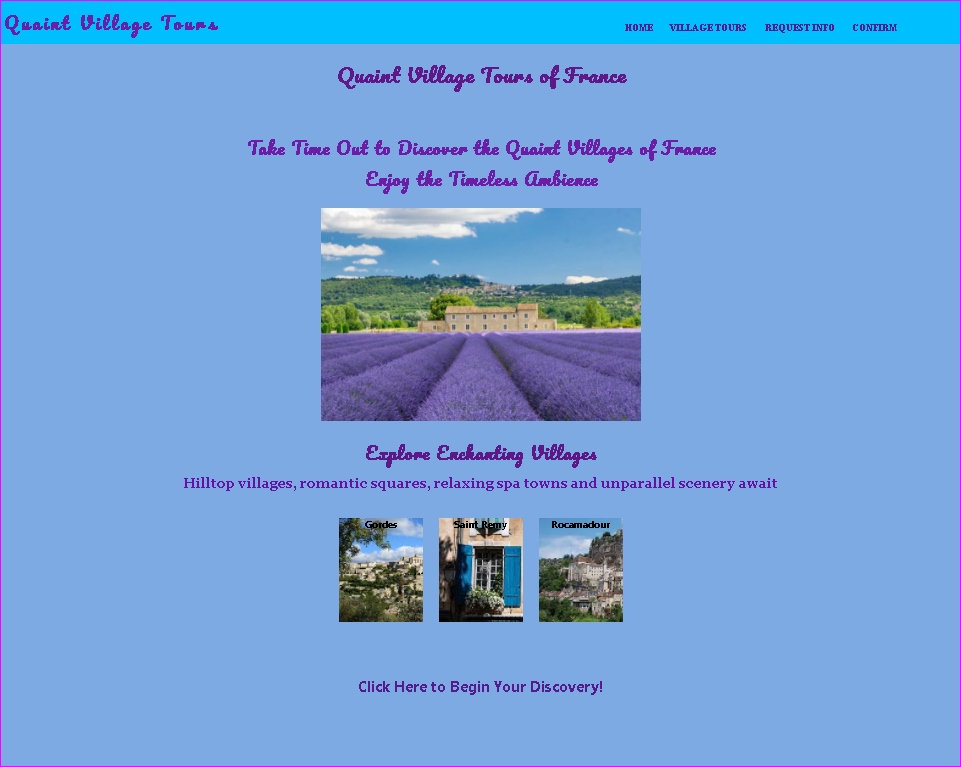 Quaint Village Tours
HOME VILLAGE TOURS REQUEST INFO CONFIRM
Quaint Village Tours of France
Take Time Out to Discover the Quaint Villages of France
Enjoy the Timeless Ambience
Explore Enchanting Villages
Hilltop villages, romantic squares, relaxing spa towns and unparallel scenery await
Gordes Saint Remy Rocamadour
Click Here to Begin Your Discovery!